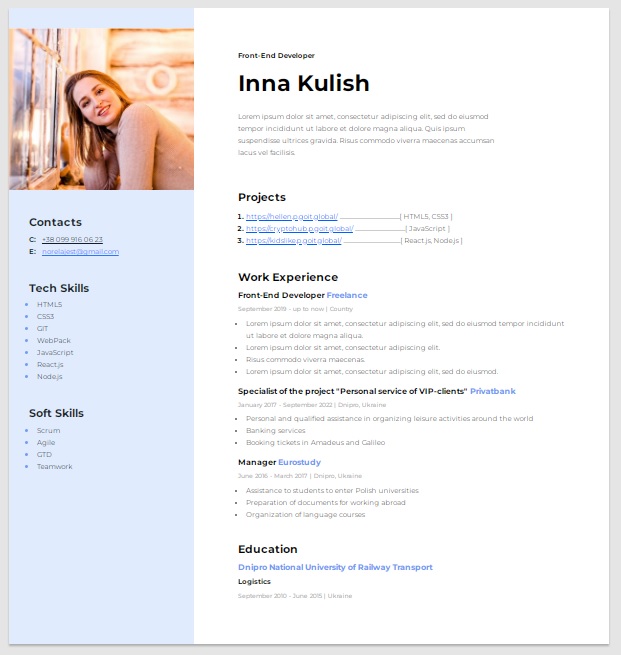 Contacts
C: +38 099 916 06 23
E: norelajest@gmail.com
Tech Skills
HTML5
CSS3
GIT
WebPack
JavaScript
React.js
Node.js
Soft Skills
Scrum
Agile
GTD
Teamwork
Front-End Developer
Inna Kulish
Lorem ipsum dolor sit amet, consectetur adipiscing elit, sed do eiusmod
tempor incididunt ut labore et dolore magna aliqua. Quis ipsum
suspendisse ultrices gravida. Risus commodo viverra maecenas accumsan
lacus vel facilisis.
Projects
1. https://hellen.p.goit.global/ ____________________[ HTML5, CSS3 ]
2. https://cryptohub.p.goit.global/ _________________[ JavaScript ]
3. https://kidslike.p.goit.global/ ____________________[ React.js, Node.js ]
Work Experience
Front-End Developer Freelance
September 2019 - up to now | Country
Lorem ipsum dolor sit amet, consectetur adipiscing elit, sed do eiusmod tempor incididunt
ut labore et dolore magna aliqua.
Lorem ipsum dolor sit amet, consectetur adipiscing elit.
Risus commodo viverra maecenas.
Lorem ipsum dolor sit amet, consectetur adipiscing elit, sed do eiusmod.
Specialist of the project "Personal service of VIP-clients" Privatbank
January 2017 - September 2022 | Dnipro, Ukraine
Personal and qualified assistance in organizing leisure activities around the world
Banking services
Booking tickets in Amadeus and Galileo
Manager Eurostudy
June 2016 - March 2017 | Dnipro, Ukraine
Assistance to students to enter Polish universities
Preparation of documents for working abroad
Organization of language courses
Education
Dnipro National University of Railway Transport
Logistics
September 2010 - June 2015 | Ukraine